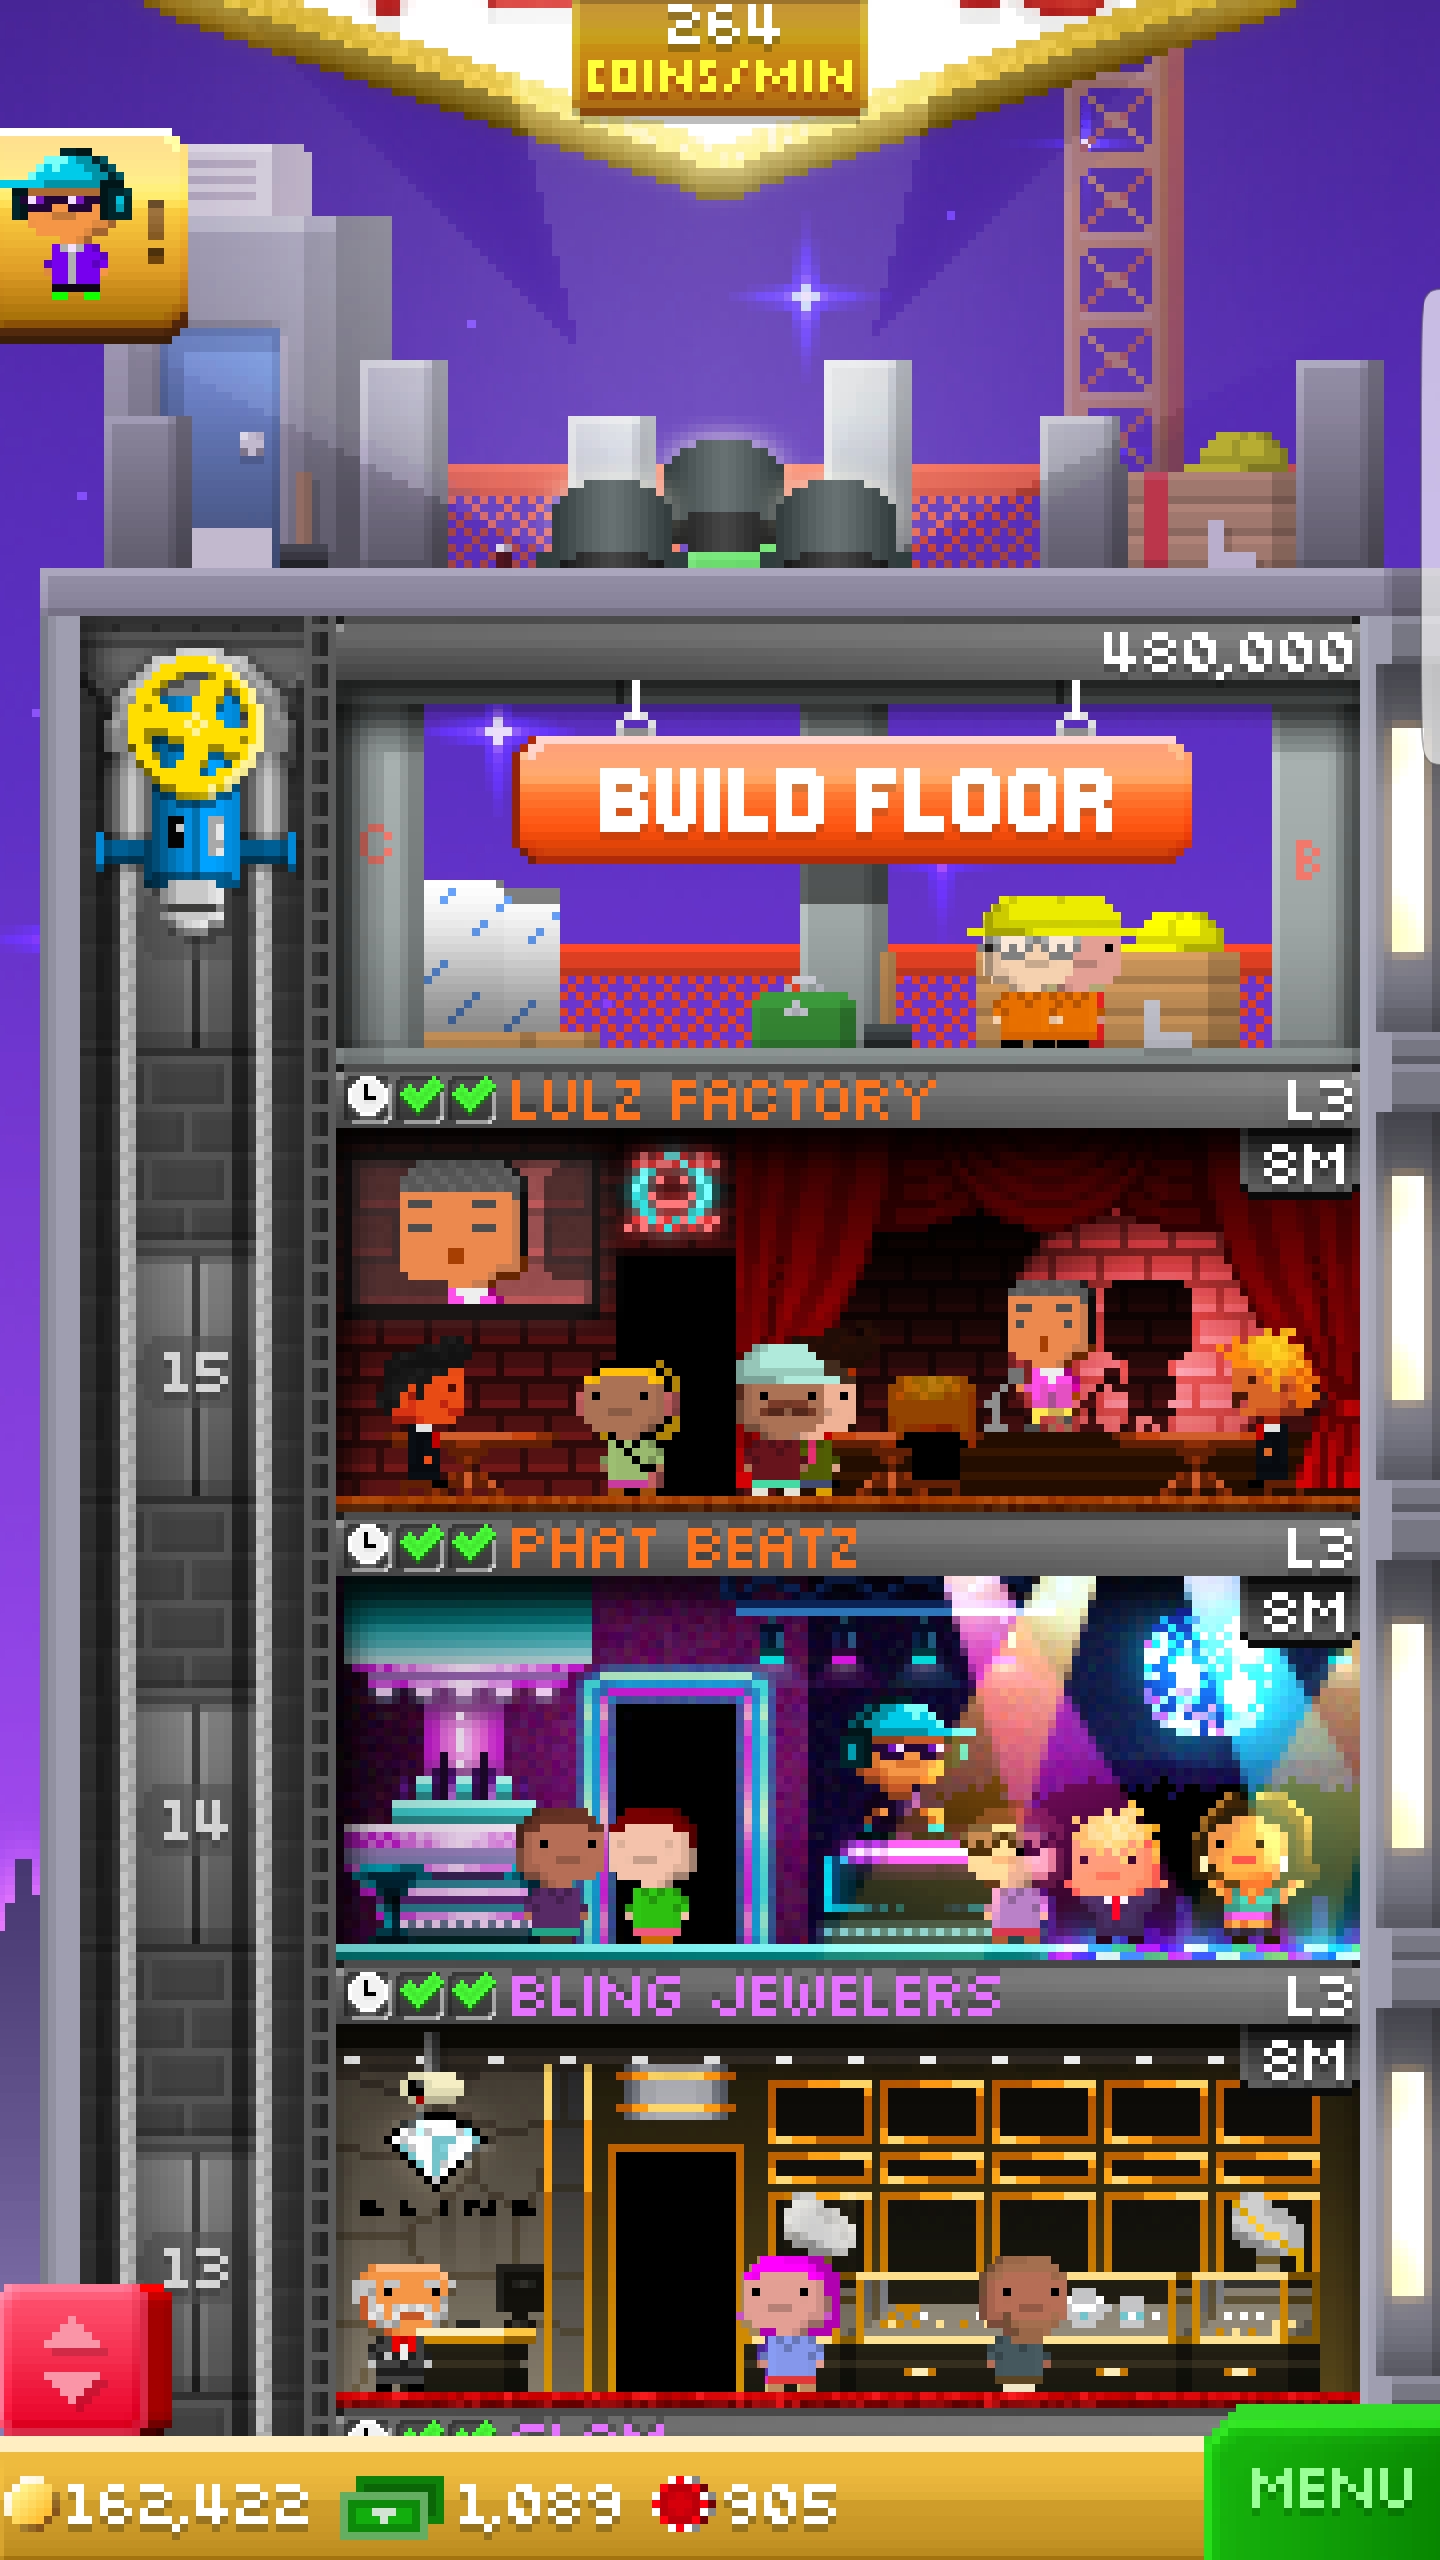 264
COINS/MIN
480,000
BUILD FLOOR
C
B
LULZ FACTORY L3
8M
15
PHAT BEATZ L3
8M
14
BLING JEWELERS L3
8M
BLING
13
162,422 1,089 905
MENU